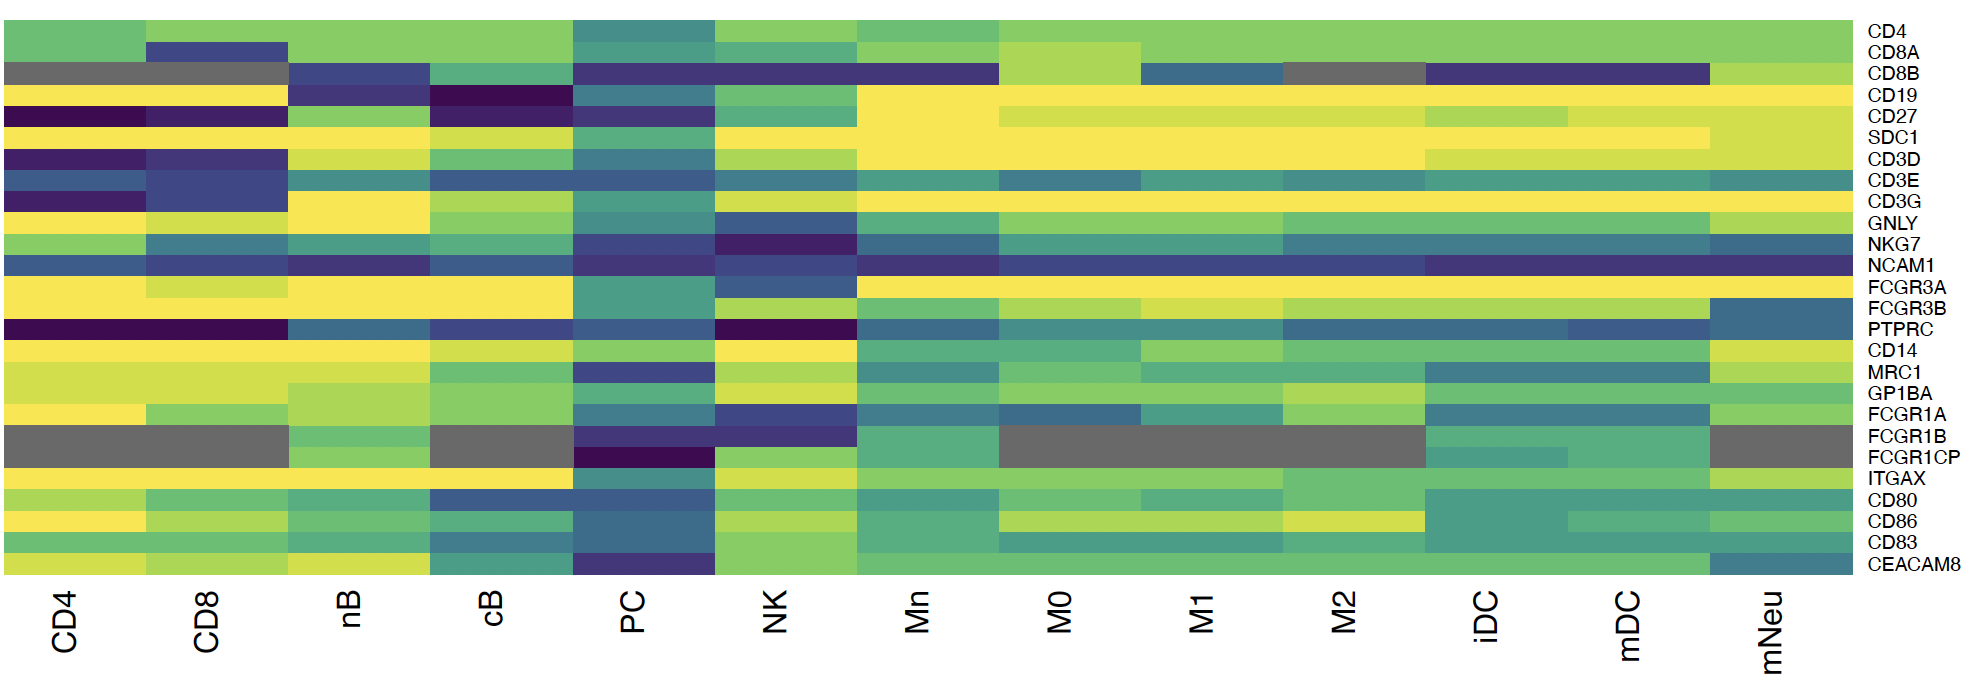 CD4
CD8A
CD8B
CD19
CD27
SDC1
CD3D
CD3E
CD3G
GNLY
NKG7
NCAM1
FCGR3A
FCGR3B
PTPRC
CD14
MRC1
GP1BA
FCGR1A
FCGR1B
FCGR1CP
ITGAX
CD80
CD86
CD83
CEACAM8
CD4
CD8
nB
cB
PC
NK
Mn
M0
M1
M2
iDC
mDC
mNeu